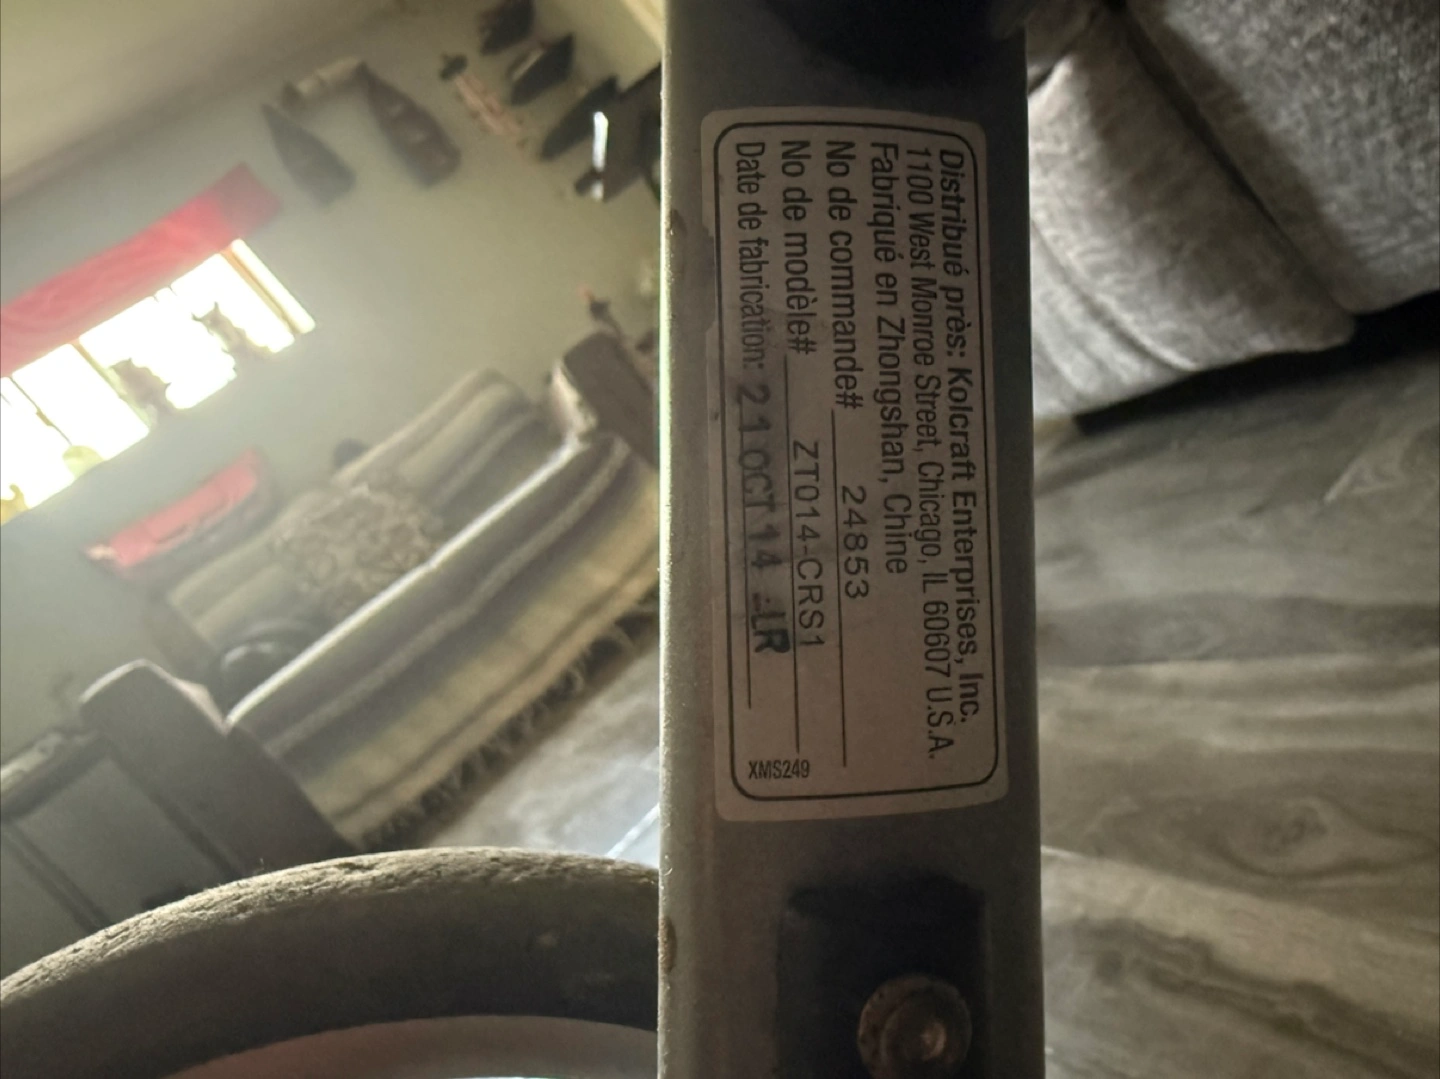 Distribué près: Kolcraft Enterprises, Inc.
1100 West Monroe Street, Chicago, IL 60607 U.S.A.
Fabriqué en Zhongshan, Chine
No de commande# 24853
No de modèle# ZT014-CRS1
Date de fabrication: 21 OCT 14 -LR
XMS249